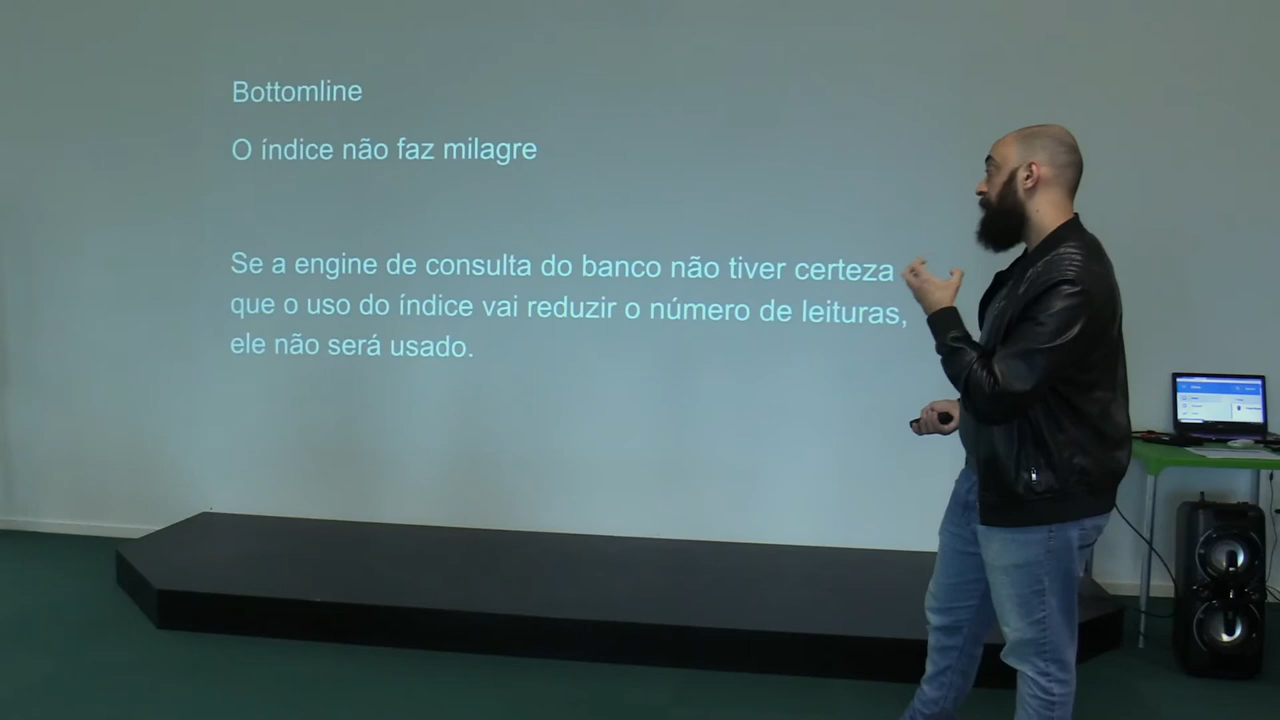 Bottomline
O índice não faz milagre
Se a engine de consulta do banco não tiver certeza
que o uso do índice vai reduzir o número de leituras,
ele não será usado.